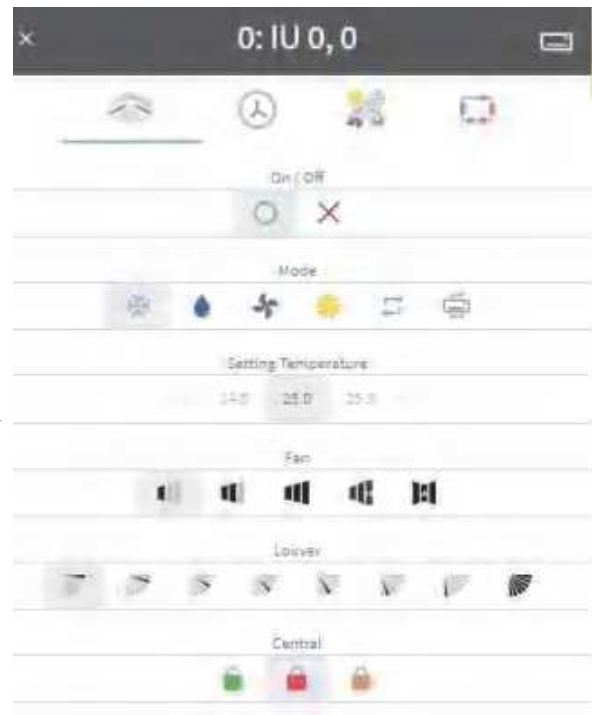 0: IU 0, 0
On / Off
Mode
Setting Temperature
25.0
Fan
Louver
Central